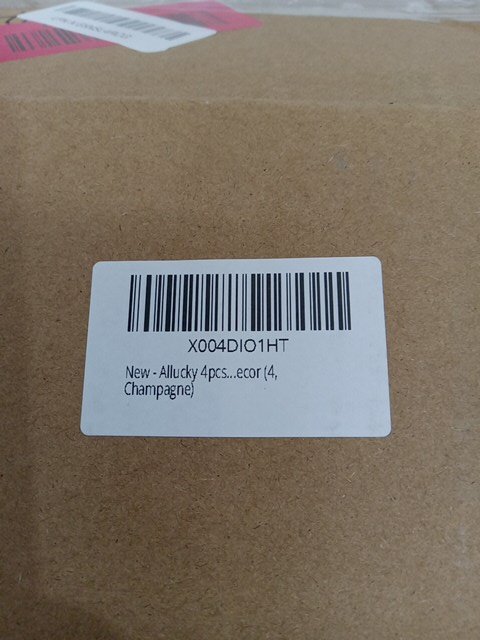 X004DIO1HT
New - Allucky 4pcs...ecor (4,
Champagne)